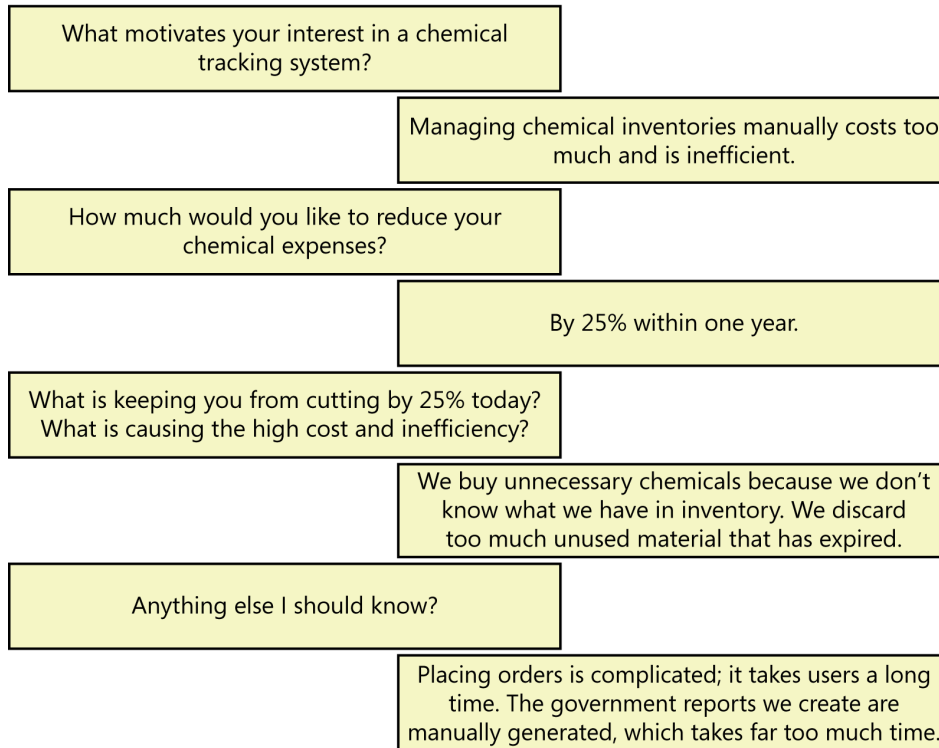 What motivates your interest in a chemical
tracking system?
Managing chemical inventories manually costs too
much and is inefficient.
How much would you like to reduce your
chemical expenses?
By 25% within one year.
What is keeping you from cutting by 25% today?
What is causing the high cost and inefficiency?
We buy unnecessary chemicals because we don’t
know what we have in inventory. We discard
too much unused material that has expired.
Anything else I should know?
Placing orders is complicated; it takes users a long
time. The government reports we create are
manually generated, which takes far too much time.